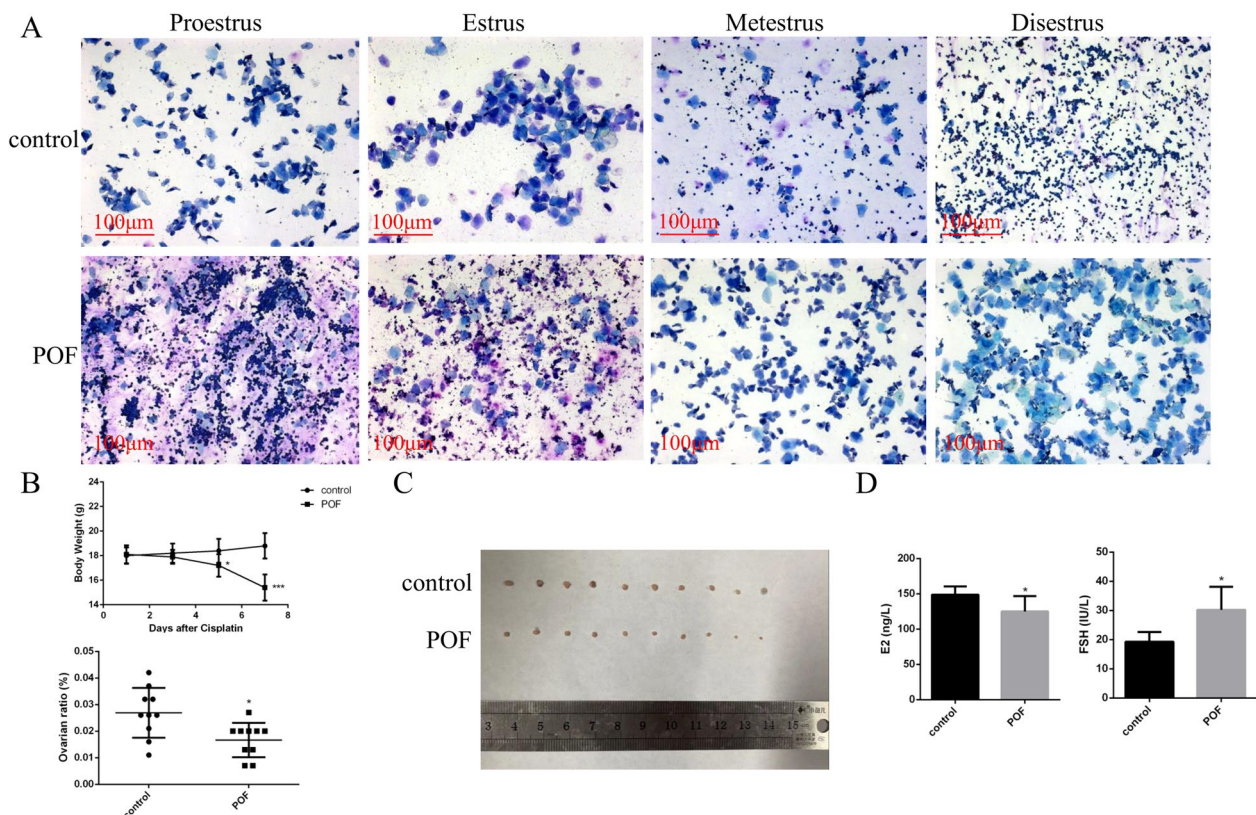 A
Proestrus
Estrus
Metestrus
Disestrus
control
100μm
100μm
100μm
100μm
POF
100μm
100μm
100μm
100μm
B
control
POF
Body Weight (g)
24
22
20
18
16
14
*
***
0
2
4
6
8
Days after Cisplatin
Ovarian ratio (%)
0.05
0.04
0.03
0.02
0.01
0.00
*
control
POF
C
control
POF
3 4 5 6 7 8 9 10 11 12 13 14 15
D
E2 (ng/L)
200
150
100
50
0
*
control
POF
FSH (IU/L)
50
40
30
20
10
0
*
control
POF